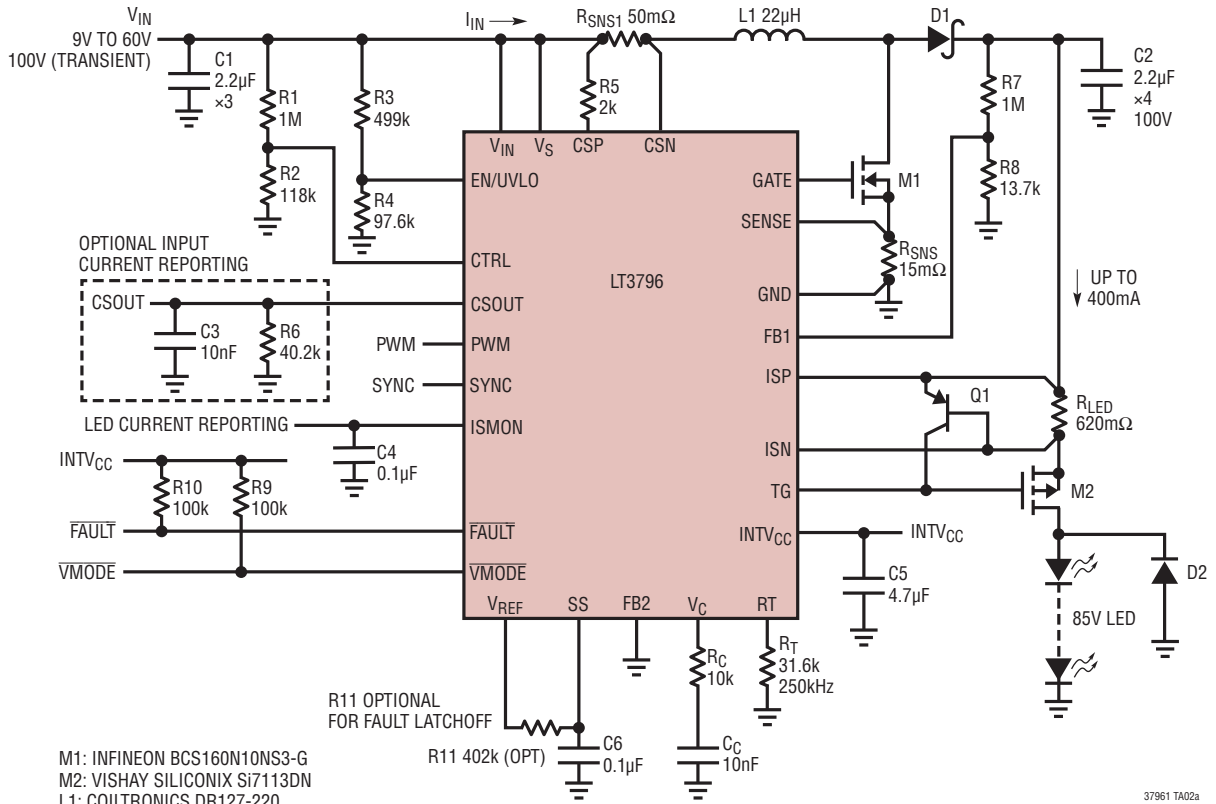 VIN
9V TO 60V
100V (TRANSIENT)
IIN
RSNS1 50mΩ
L1 22µH
D1
C1
2.2µF
×3
R1
1M
R3
499k
R5
2k
R7
1M
C2
2.2µF
×4
100V
VIN
VS
CSP
CSN
R2
118k
EN/UVLO
R4
97.6k
GATE
M1
R8
13.7k
SENSE
RSNS
15mΩ
OPTIONAL INPUT
CURRENT REPORTING
CTRL
LT3796
UP TO
400mA
CSOUT
CSOUT
GND
C3
10nF
R6
40.2k
PWM
PWM
FB1
SYNC
SYNC
ISP
Q1
RLED
620mΩ
LED CURRENT REPORTING
ISMON
ISN
C4
0.1µF
INTVCC
TG
M2
R10
100k
R9
100k
FAULT
FAULT
INTVCC
INTVCC
VMODE
VMODE
C5
4.7µF
D2
85V LED
VREF
SS
FB2
VC
RT
RC
10k
RT
31.6k
250kHz
R11 OPTIONAL
FOR FAULT LATCHOFF
R11 402k (OPT)
C6
0.1µF
CC
10nF
M1: INFINEON BCS160N10NS3-G
M2: VISHAY SILICONIX Si7113DN
L1: COILTRONICS DR127-220
37961 TA02a